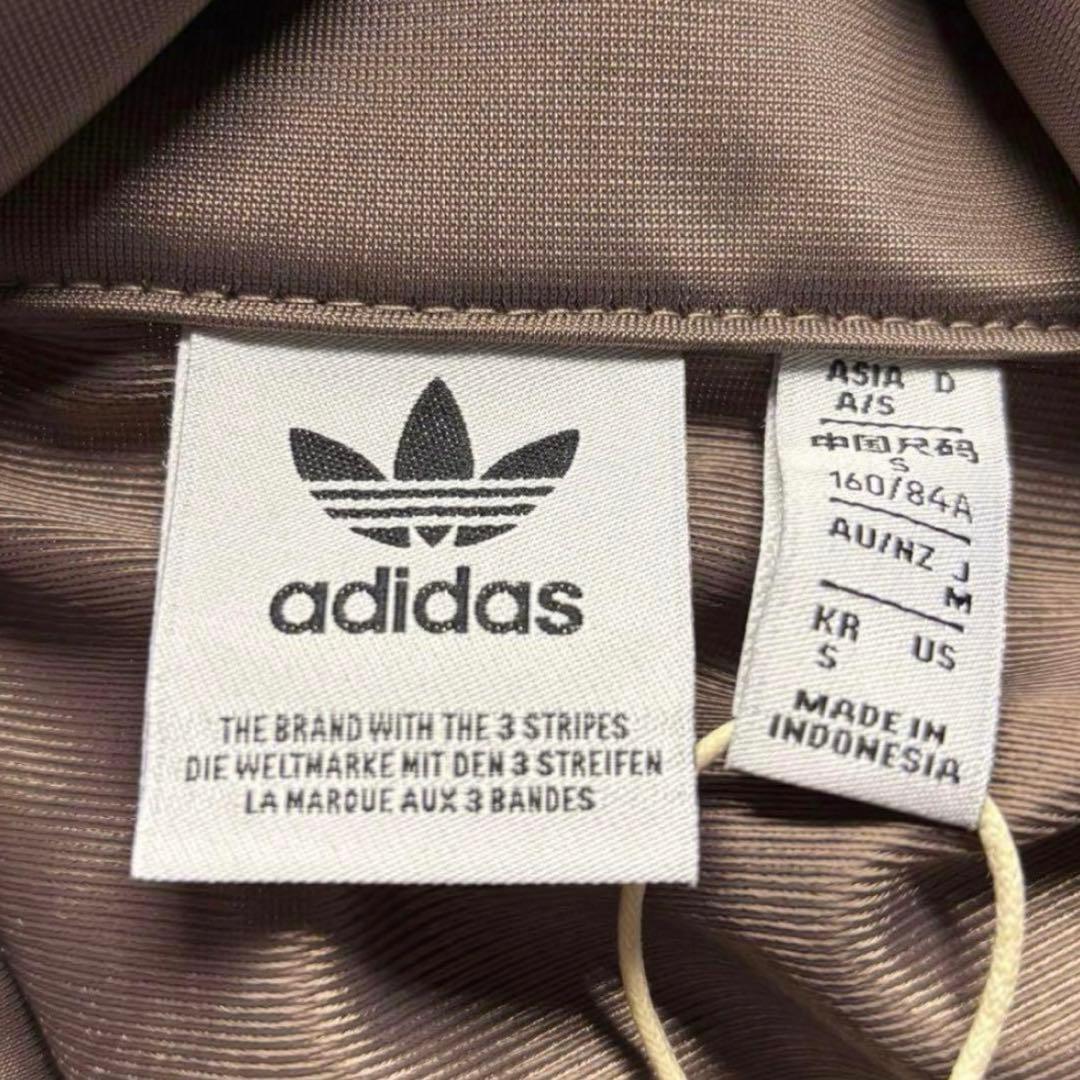 adidas
THE BRAND WITH THE 3 STRIPES
DIE WELTMARKE MIT DEN 3 STREIFEN
LA MARQUE AUX 3 BANDES
ASIA D
A/S
中国尺码
S
160/84A
AU/NZ J
M
KR US
S
MADE IN
INDONESIA